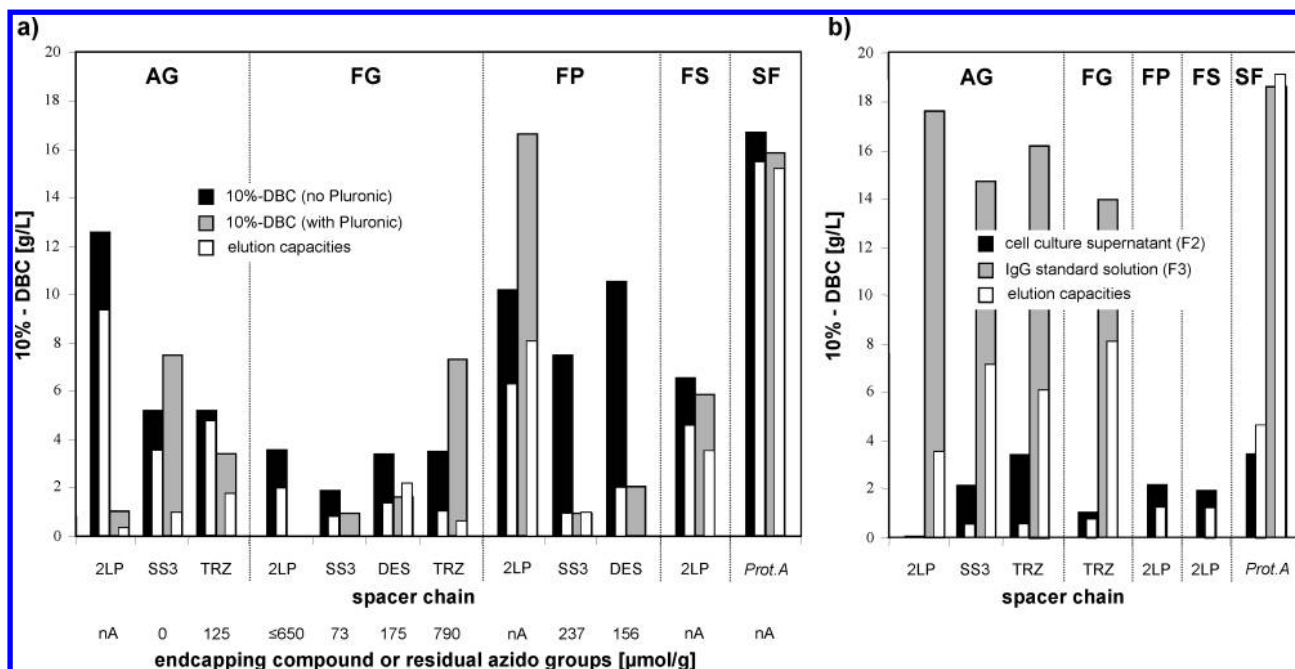 a)
AG FG FP FS SF
20
18
16
14
12
10
8
6
4
2
0
10% - DBC [g/L]
10%-DBC (no Pluronic)
10%-DBC (with Pluronic)
elution capacities
2LP SS3 TRZ 2LP SS3 DES TRZ 2LP SS3 DES 2LP Prot.A
spacer chain
nA 0 125 ≤650 73 175 790 nA 237 156 nA nA
endcapping compound or residual azido groups [µmol/g]
b)
AG FG FP FS SF
20
18
16
14
12
10
8
6
4
2
0
10% - DBC [g/L]
cell culture supernatant (F2)
IgG standard solution (F3)
elution capacities
2LP SS3 TRZ TRZ 2LP 2LP Prot.A
spacer chain